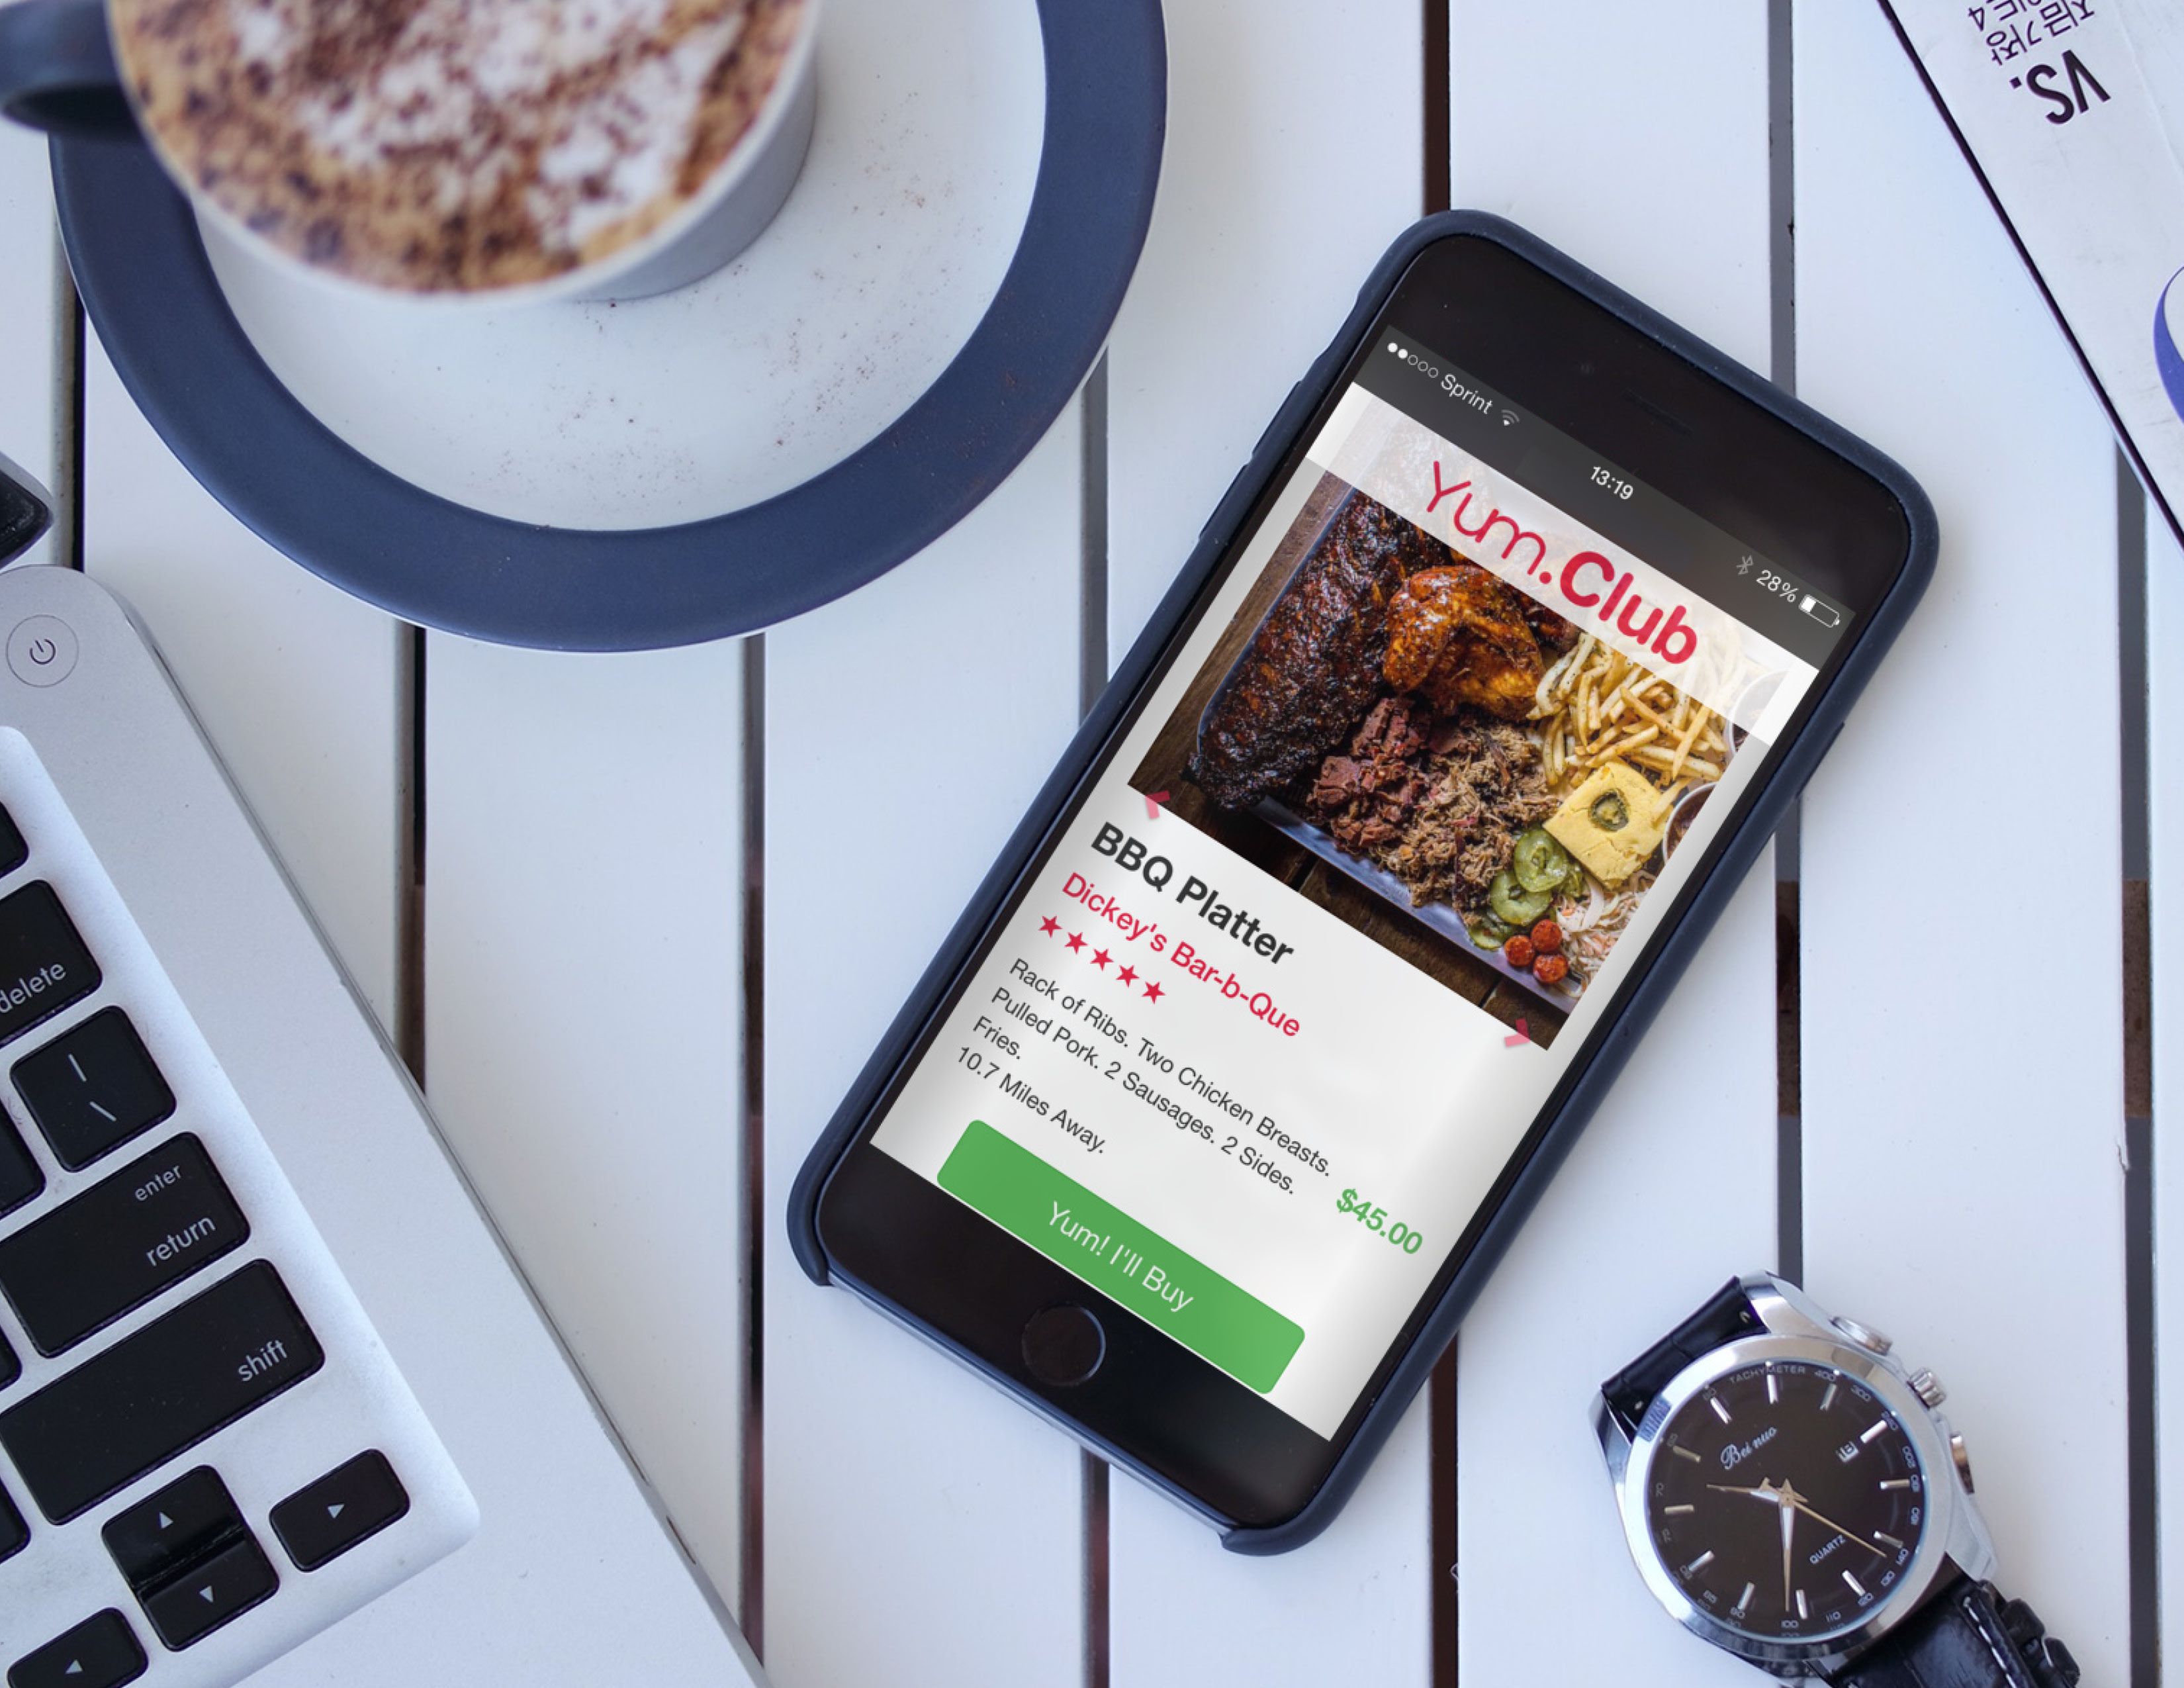 VS.
●●○○○ Sprint
13:19
28%
Yum.Club
BBQ Platter
Dickey's Bar-b-Que
★★★★★
Rack of Ribs. Two Chicken Breasts.
Pulled Pork. 2 Sausages. 2 Sides.
Fries.
10.7 Miles Away.
$45.00
Yum! I'll Buy
delete
|
\
enter
return
shift
TACHYMETER
400
300
Bei nuo
QUARTZ